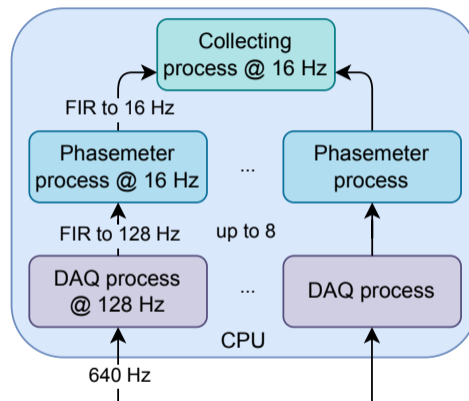 Collecting
process @ 16 Hz
FIR to 16 Hz
Phasemeter
process @ 16 Hz
...
Phasemeter
process
FIR to 128 Hz
up to 8
DAQ process
@ 128 Hz
...
DAQ process
CPU
640 Hz